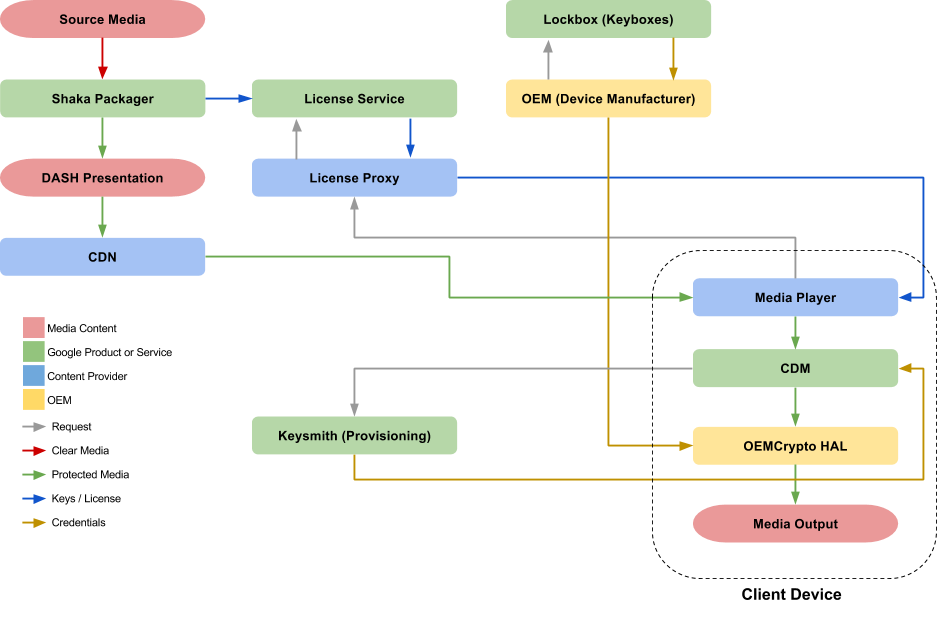 Source Media
Lockbox (Keyboxes)
Shaka Packager
License Service
OEM (Device Manufacturer)
DASH Presentation
License Proxy
CDN
Media Player
CDM
Keysmith (Provisioning)
OEMCrypto HAL
Media Output
Client Device
Media Content
Google Product or Service
Content Provider
OEM
Request
Clear Media
Protected Media
Keys / License
Credentials